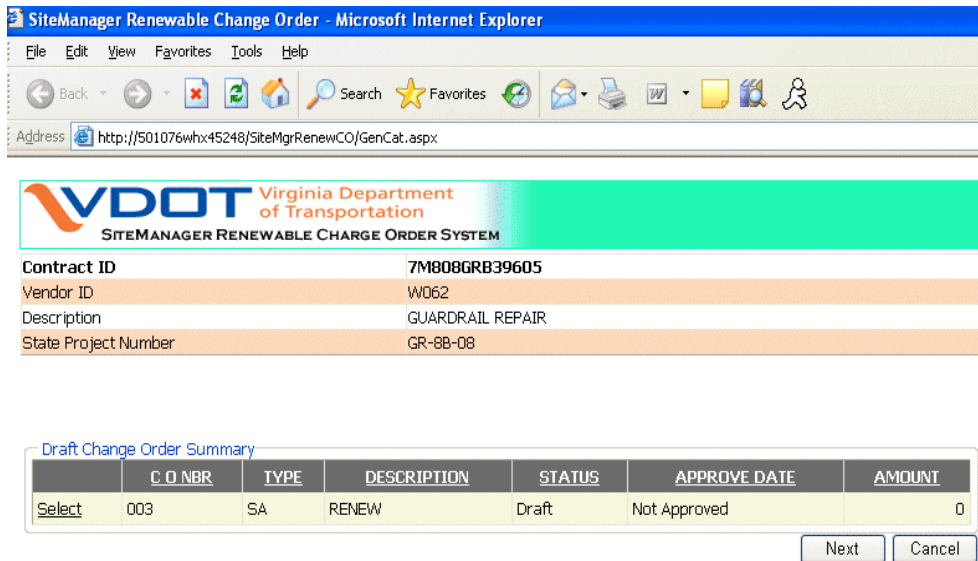 SiteManager Renewable Change Order - Microsoft Internet Explorer
File Edit View Favorites Tools Help
Back Search Favorites W
Address http://501076whx45248/SiteMgrRenewCO/GenCat.aspx
VDOT Virginia Department
of Transportation
SITEMANAGER RENEWABLE CHARGE ORDER SYSTEM
Contract ID 7M808GRB39605
Vendor ID W062
Description GUARDRAIL REPAIR
State Project Number GR-8B-08
Draft Change Order Summary
C O NBR TYPE DESCRIPTION STATUS APPROVE DATE AMOUNT
Select 003 SA RENEW Draft Not Approved 0
Next Cancel